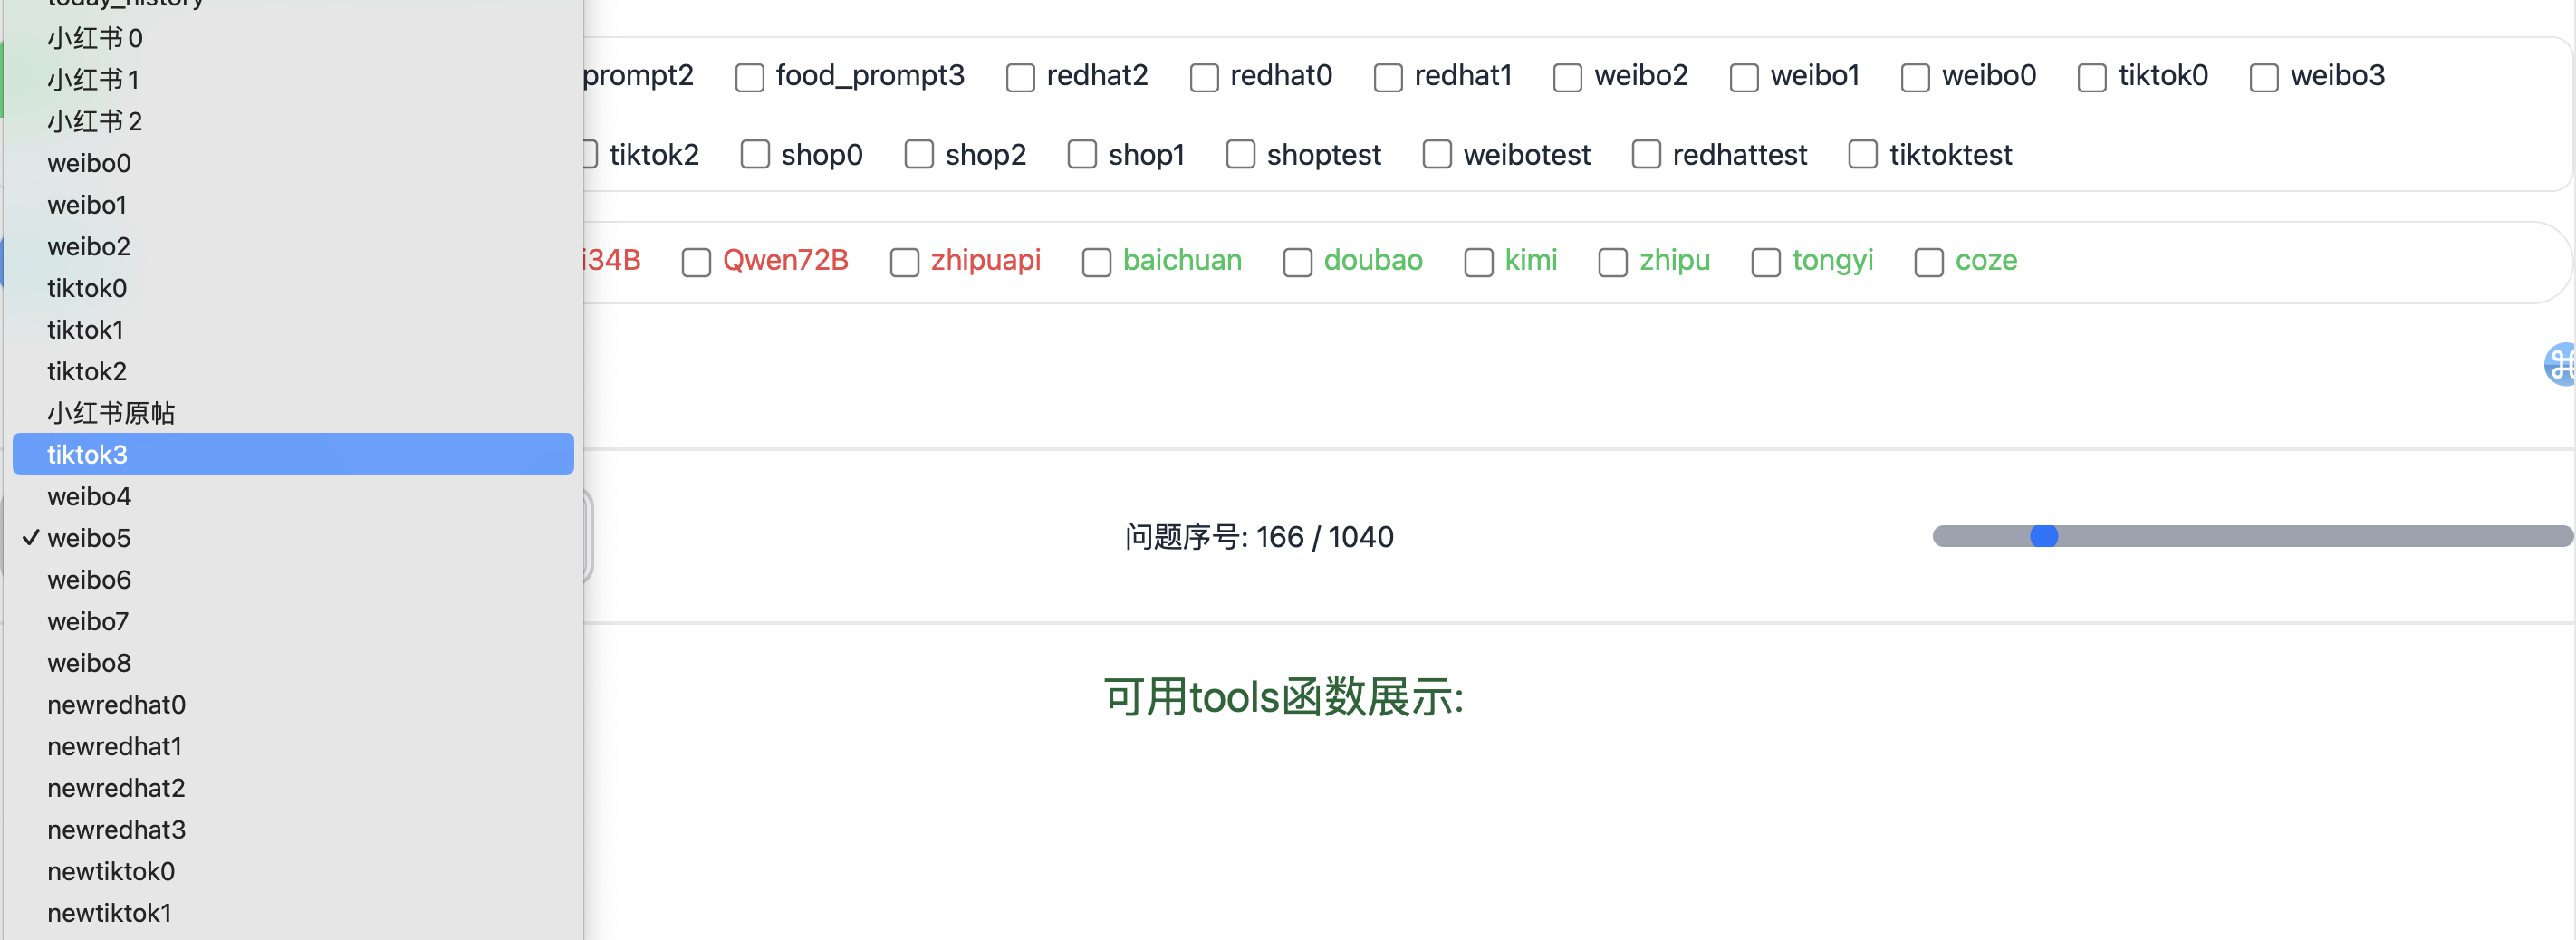 today_history
小红书0
小红书1
小红书2
weibo0
weibo1
weibo2
tiktok0
tiktok1
tiktok2
小红书原帖
tiktok3
weibo4
✓ weibo5
weibo6
weibo7
weibo8
newredhat0
newredhat1
newredhat2
newredhat3
newtiktok0
newtiktok1
prompt2 food_prompt3 redhat2 redhat0 redhat1 weibo2 weibo1 weibo0 tiktok0 weibo3
tiktok2 shop0 shop2 shop1 shoptest weibotest redhattest tiktoktest
i34B Qwen72B zhipuapi baichuan doubao kimi zhipu tongyi coze
⌘
问题序号: 166 / 1040
可用tools函数展示: